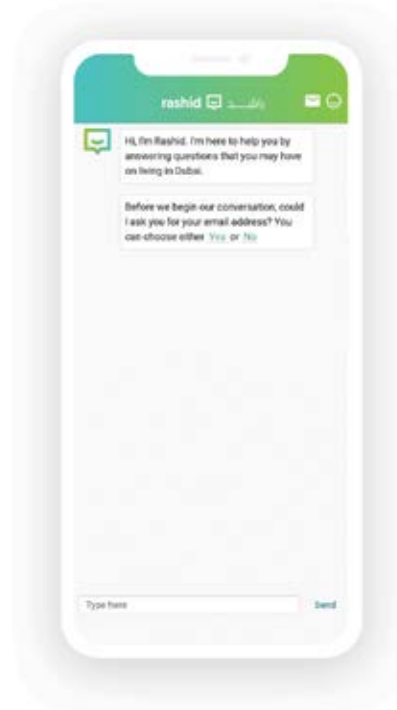 rashid راشد
Hi, I'm Rashid. I'm here to help you by
answering questions that you may have
on living in Dubai.
Before we begin our conversation, could
I ask you for your email address? You
can choose either Yes or No
Type here Send